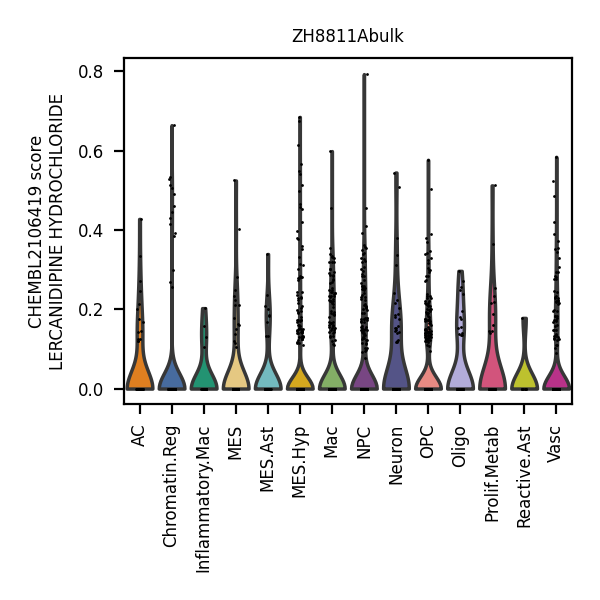 ZH8811Abulk
CHEMBL2106419 score
LERCANIDIPINE HYDROCHLORIDE
0.8
0.6
0.4
0.2
0.0
AC
Chromatin.Reg
Inflammatory.Mac
MES
MES.Ast
MES.Hyp
Mac
NPC
Neuron
OPC
Oligo
Prolif.Metab
Reactive.Ast
Vasc